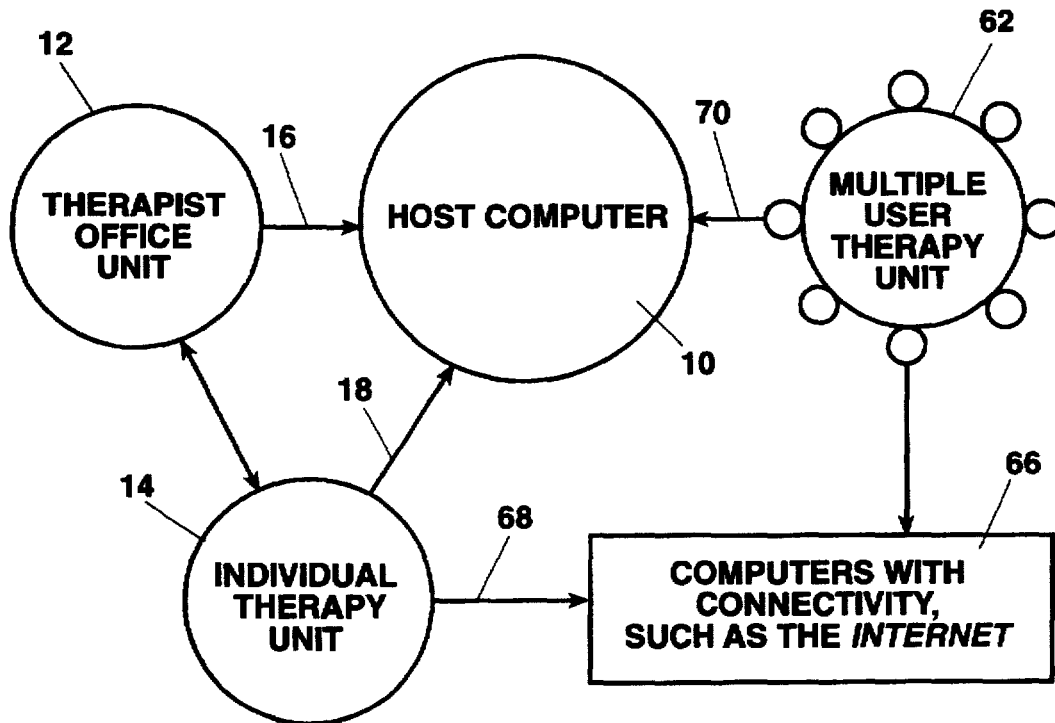 12
62
16
70
THERAPIST
OFFICE
UNIT
HOST COMPUTER
MULTIPLE
USER
THERAPY
UNIT
10
18
14
68
66
INDIVIDUAL
THERAPY
UNIT
COMPUTERS WITH
CONNECTIVITY,
SUCH AS THE INTERNET